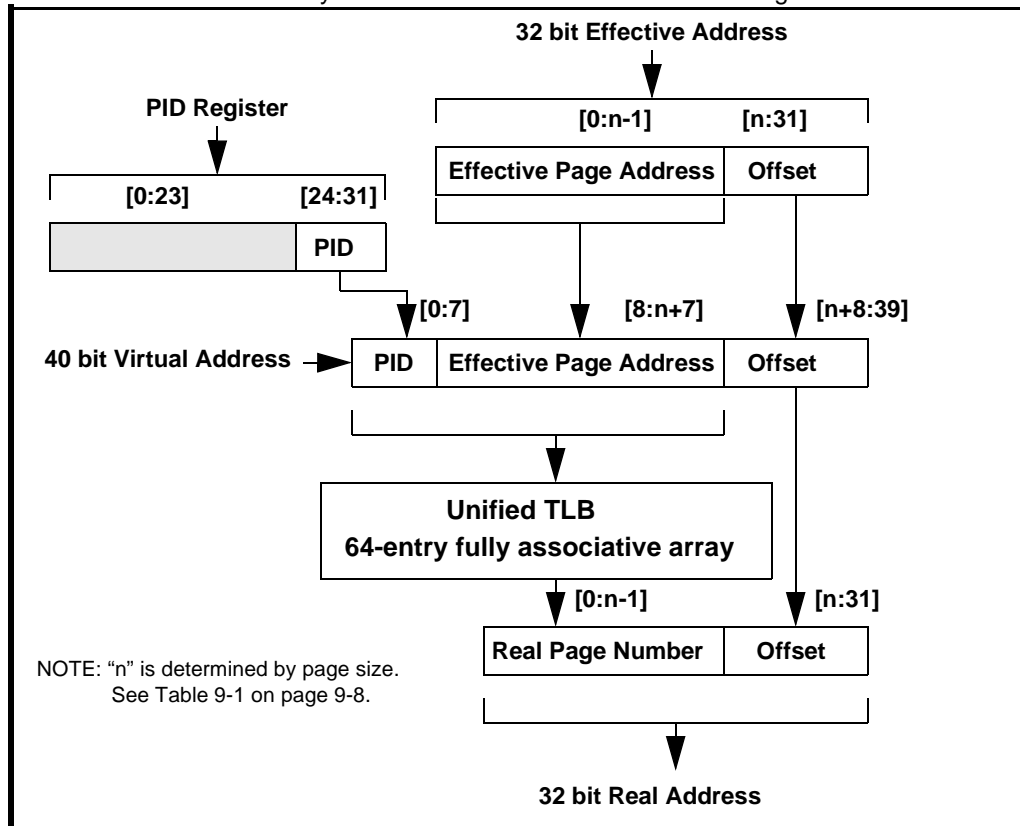 32 bit Effective Address
PID Register
[0:n-1] [n:31]
Effective Page Address Offset
[0:23] [24:31]
PID
[0:7] [8:n+7] [n+8:39]
40 bit Virtual Address PID Effective Page Address Offset
Unified TLB
64-entry fully associative array
[0:n-1] [n:31]
Real Page Number Offset
NOTE: “n” is determined by page size.
See Table 9-1 on page 9-8.
32 bit Real Address